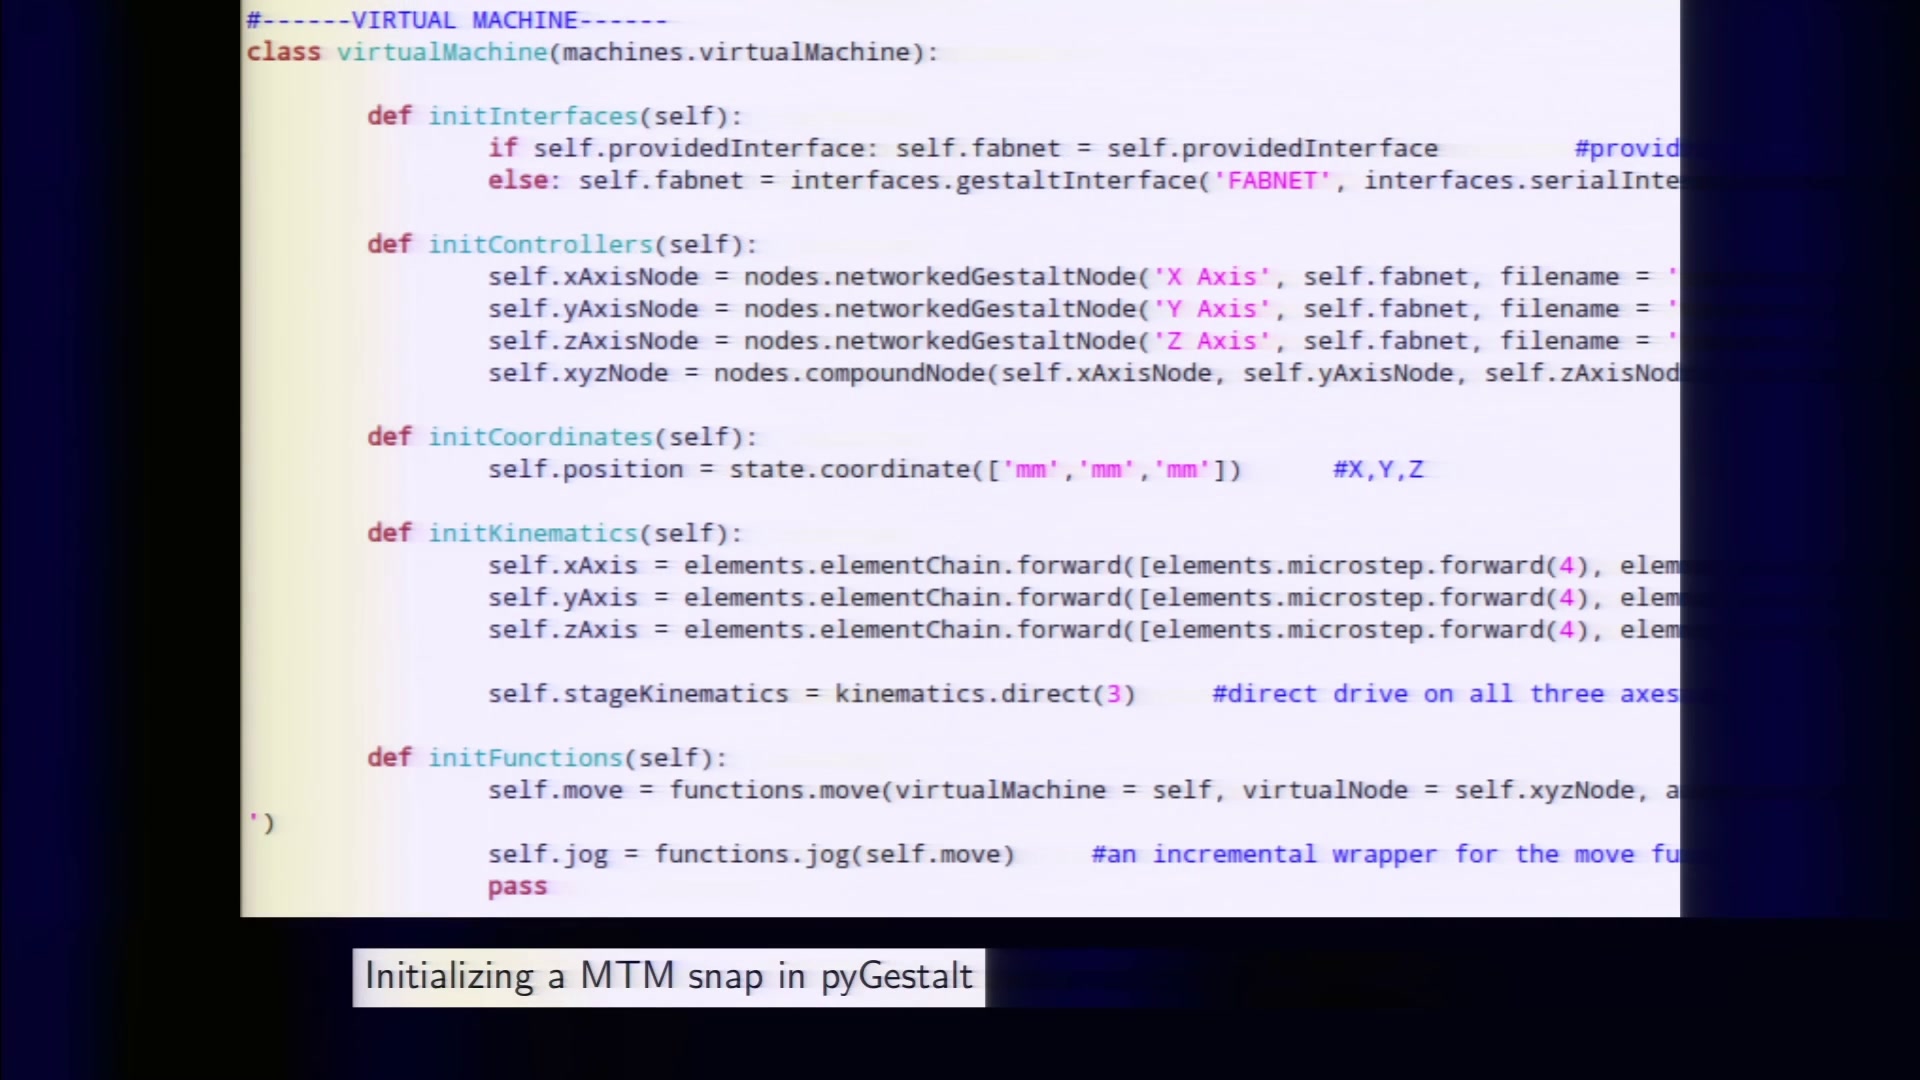 #------VIRTUAL MACHINE------
class virtualMachine(machines.virtualMachine):
def initInterfaces(self):
if self.providedInterface: self.fabnet = self.providedInterface #provid
else: self.fabnet = interfaces.gestaltInterface('FABNET', interfaces.serialInte
def initControllers(self):
self.xAxisNode = nodes.networkedGestaltNode('X Axis', self.fabnet, filename = '
self.yAxisNode = nodes.networkedGestaltNode('Y Axis', self.fabnet, filename = '
self.zAxisNode = nodes.networkedGestaltNode('Z Axis', self.fabnet, filename = '
self.xyzNode = nodes.compoundNode(self.xAxisNode, self.yAxisNode, self.zAxisNod
def initCoordinates(self):
self.position = state.coordinate(['mm','mm','mm']) #X,Y,Z
def initKinematics(self):
self.xAxis = elements.elementChain.forward([elements.microstep.forward(4), elem
self.yAxis = elements.elementChain.forward([elements.microstep.forward(4), elem
self.zAxis = elements.elementChain.forward([elements.microstep.forward(4), elem
self.stageKinematics = kinematics.direct(3) #direct drive on all three axes
def initFunctions(self):
self.move = functions.move(virtualMachine = self, virtualNode = self.xyzNode, a
')
self.jog = functions.jog(self.move) #an incremental wrapper for the move fu
pass
Initializing a MTM snap in pyGestalt